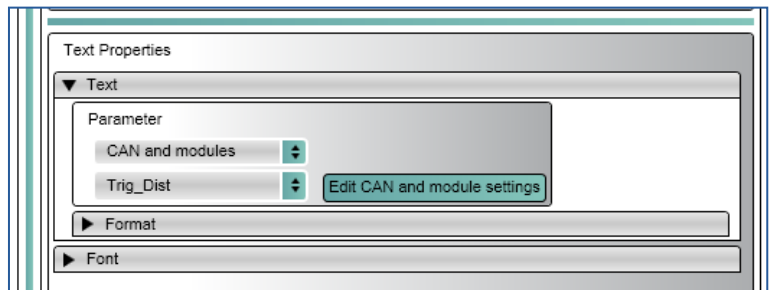 Text Properties
Text
Parameter
CAN and modules
Trig_Dist
Edit CAN and module settings
Format
Font